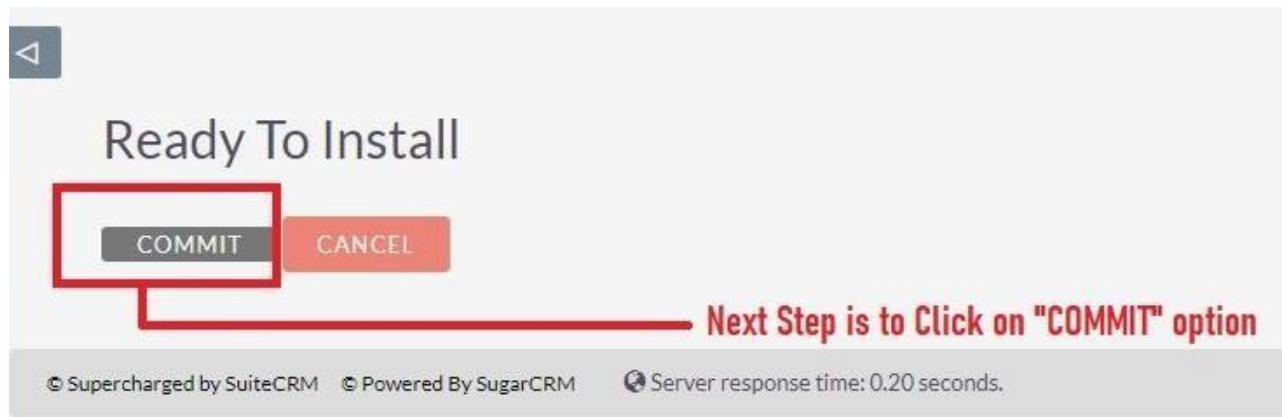 Ready To Install
COMMIT CANCEL
Next Step is to Click on "COMMIT" option
© Supercharged by SuiteCRM © Powered By SugarCRM Server response time: 0.20 seconds.